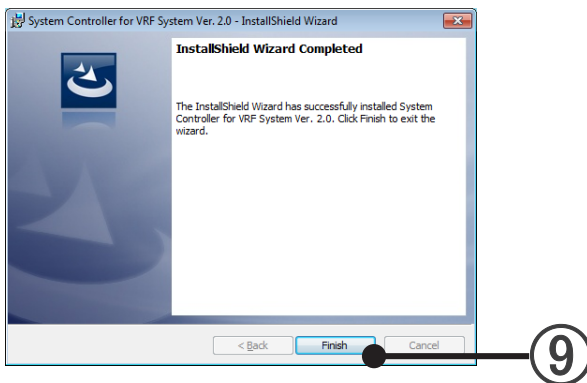 System Controller for VRF System Ver. 2.0 - InstallShield Wizard
InstallShield Wizard Completed
The InstallShield Wizard has successfully installed System
Controller for VRF System Ver. 2.0. Click Finish to exit the
wizard.
< Back
Finish
Cancel
⑨